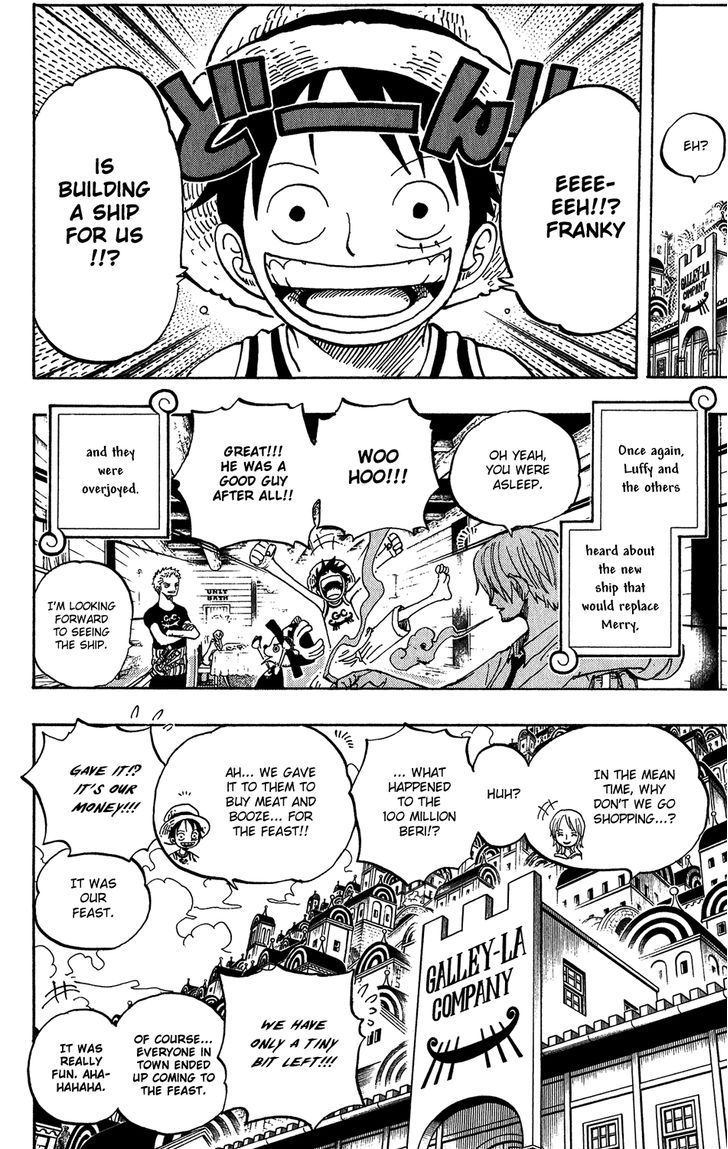 EH?
GALLEY-LA
COMPANY
EEEE-
EEH!!?
FRANKY
IS
BUILDING
A SHIP
FOR US
!!?
どーん!!
Once again,
Luffy and
the others
heard about
the new
ship that
would replace
Merry,
OH YEAH,
YOU WERE
ASLEEP.
WOO
HOO!!!
GREAT!!!
HE WAS A
GOOD GUY
AFTER ALL!!
and they
were
overjoyed.
I'M LOOKING
FORWARD
TO SEEING
THE SHIP.
UNLY
BATH
IN THE MEAN
TIME, WHY
DON'T WE GO
SHOPPING...?
HUH?
... WHAT
HAPPENED
TO THE
100 MILLION
BERI!?
AH... WE GAVE
IT TO THEM TO
BUY MEAT AND
BOOZE... FOR
THE FEAST!!
GAVE IT!?
IT'S OUR
MONEY!!!
IT WAS
OUR
FEAST.
GALLEY-LA
COMPANY
WE HAVE
ONLY A TINY
BIT LEFT!!!
OF COURSE...
EVERYONE IN
TOWN ENDED
UP COMING TO
THE FEAST.
IT WAS
REALLY
FUN. AHA-
HAHAHA.